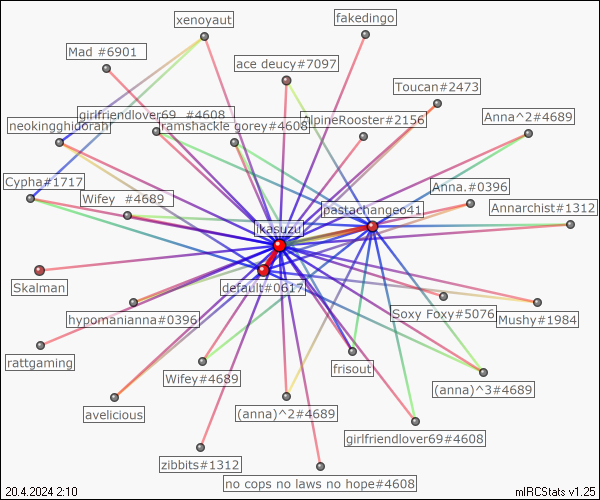 xenoyaut
fakedingo
Mad #6901
ace deucy#7097
Toucan#2473
girlfriendlover69_#4608
AlpineRooster#2156
Anna^2#4689
neokingghidorah
ramshackle gorey#4608
Cypha#1717
Anna.#0396
Wifey_#4689
pastachangeo41
Annarchist#1312
ikasuzu
Skalman
default#0617
hypomanianna#0396
Soxy Foxy#5076
Mushy#1984
rattgaming
frisout
Wifey#4689
(anna)^3#4689
avelicious
(anna)^2#4689
girlfriendlover69#4608
zibbits#1312
no cops no laws no hope#4608
20.4.2024 2:10
mIRCStats v1.25